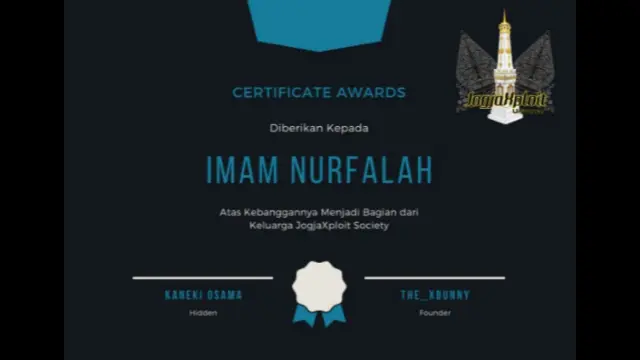 CERTIFICATE AWARDS
JogjaXploit
Diberikan Kepada
IMAM NURFALAH
Atas Kebanggannya Menjadi Bagian dari
Keluarga JogjaXploit Society
KANEKI OSAMA
THE_XBUNNY
Hidden
Founder